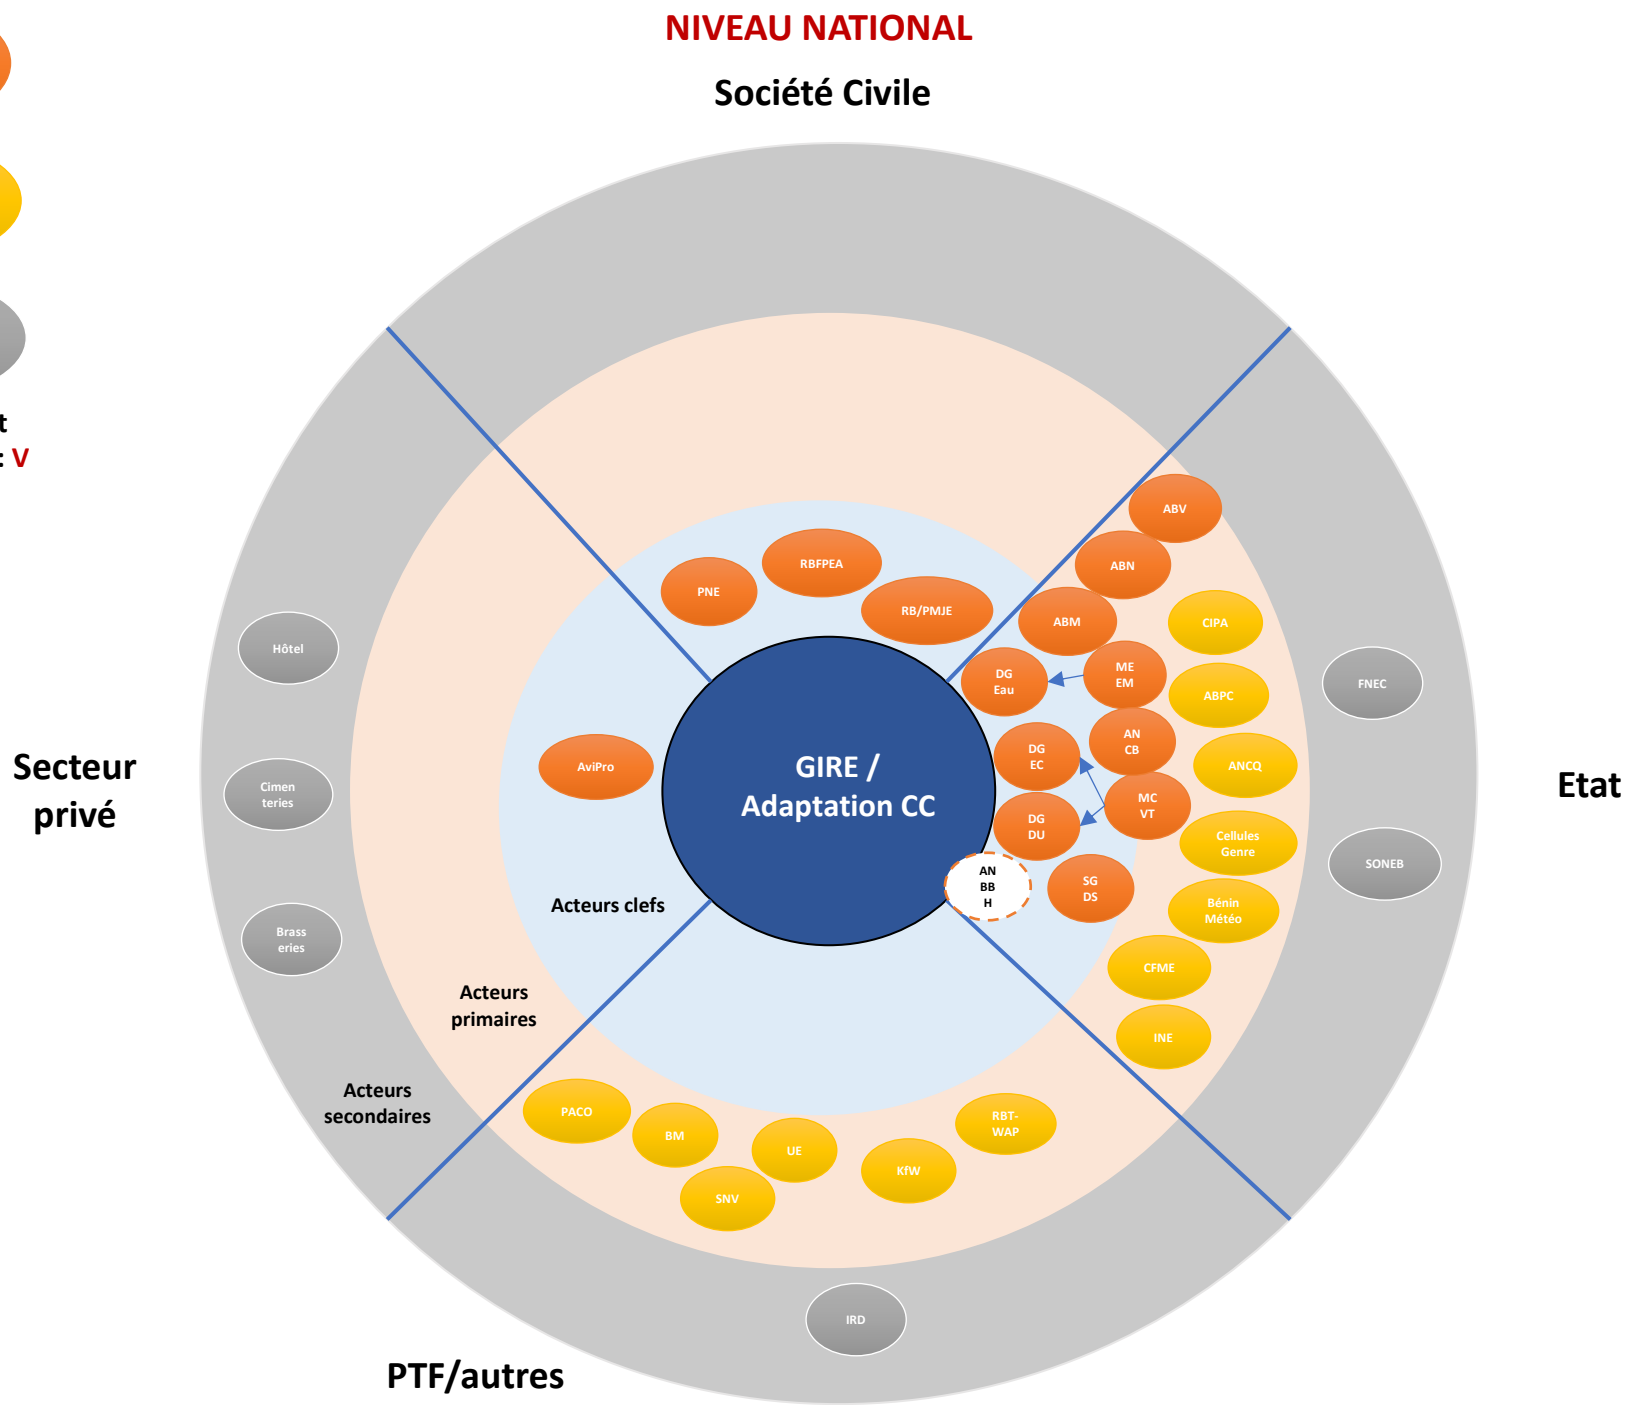 NIVEAU NATIONAL
Société Civile
t
: V
ABV
ABN
RBFPEA
PNE
RB/PMJE
ABM
CIPA
Hôtel
DG
Eau
ME
EM
FNEC
ABPC
AN
CB
DG
EC
ANCQ
AviPro
GIRE /
Adaptation CC
Secteur
privé
Etat
Cimen
teries
MC
VT
DG
DU
Cellules
Genre
SONEB
AN
BB
H
SG
DS
Acteurs clefs
Bénin
Météo
Brass
eries
CFME
Acteurs
primaires
INE
Acteurs
secondaires
PACO
BM
UE
RBT-
WAP
KfW
SNV
IRD
PTF/autres